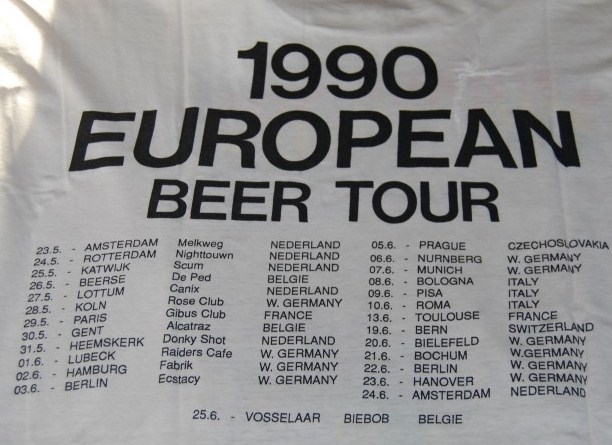 1990
EUROPEAN
BEER TOUR
23.5. - AMSTERDAM Melkweg NEDERLAND
24.5. - ROTTERDAM Nighttouwn NEDERLAND
25.5. - KATWIJK Scum NEDERLAND
26.5. - BEERSE De Ped BELGIE
27.5. - LOTTUM Canix NEDERLAND
28.5. - KOLN Rose Club W. GERMANY
29.5. - PARIS Gibus Club FRANCE
30.5. - GENT Alcatraz BELGIE
31.5. - HEEMSKERK Donky Shot NEDERLAND
01.6. - LUBECK Raiders Cafe W. GERMANY
02.6. - HAMBURG Fabrik W. GERMANY
03.6. - BERLIN Ecstacy W. GERMANY
05.6. - PRAGUE CZECHOSLOVAKIA
06.6. - NURNBERG W. GERMANY
07.6. - MUNICH W. GERMANY
08.6. - BOLOGNA ITALY
09.6. - PISA ITALY
10.6. - ROMA ITALY
13.6. - TOULOUSE FRANCE
19.6. - BERN SWITZERLAND
20.6. - BIELEFELD W. GERMANY
21.6. - BOCHUM W.GERMANY
22.6. - BERLIN W. GERMANY
23.6. - HANOVER W. GERMANY
24.6. - AMSTERDAM NEDERLAND
25.6. - VOSSELAAR BIEBOB BELGIE